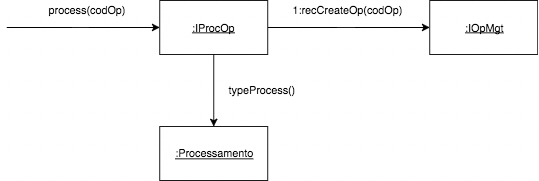 process(codOp)
:IProcOp
1:recCreateOp(codOp)
:IOpMgt
typeProcess()
:Processamento